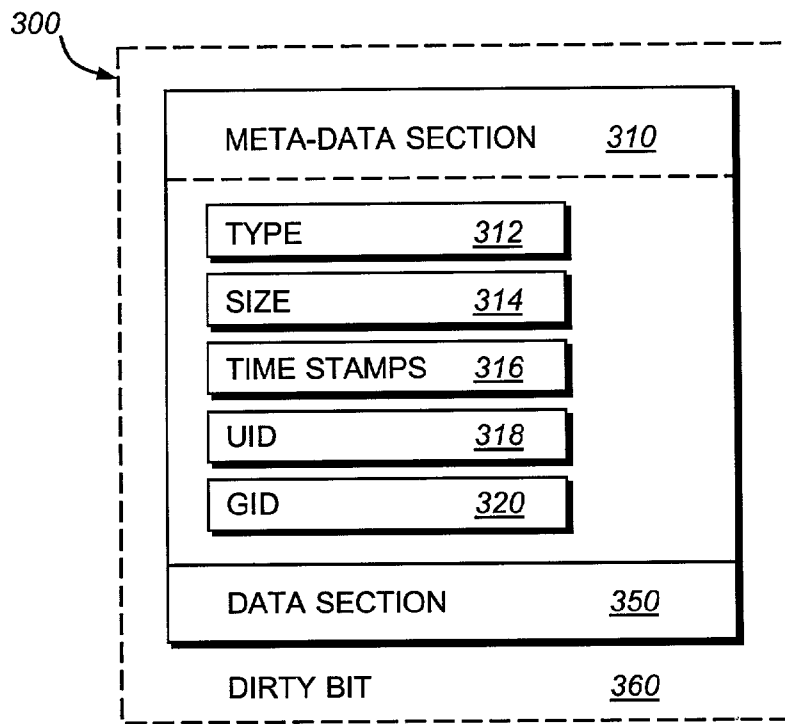 300
META-DATA SECTION 310
TYPE 312
SIZE 314
TIME STAMPS 316
UID 318
GID 320
DATA SECTION 350
DIRTY BIT 360